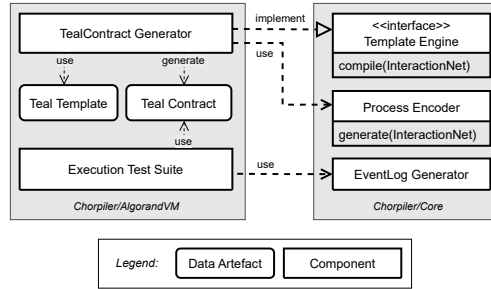 TealContract Generator
implement
<<interface>>
Template Engine
compile(InteractionNet)
use
generate
use
Teal Template
Teal Contract
Process Encoder
generate(InteractionNet)
use
Execution Test Suite
use
EventLog Generator
Chorpiler/AlgorandVM
Chorpiler/Core
Legend:
Data Artefact
Component